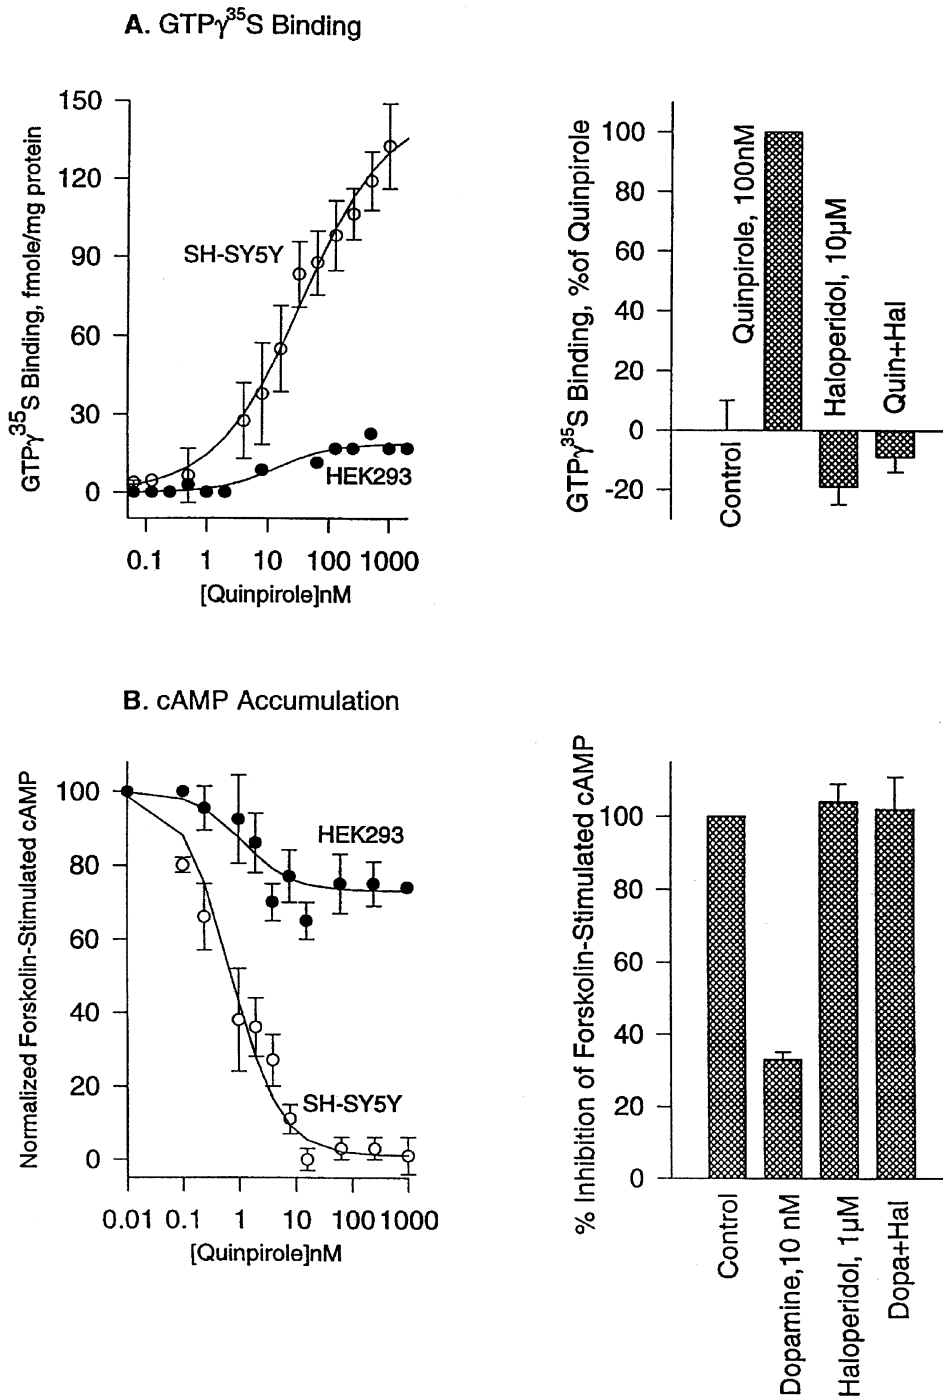 A. GTPγ³⁵S Binding
GTPγ³⁵S Binding, fmole/mg protein
150
120
90
60
30
0
SH-SY5Y
HEK293
0.1 1 10 100 1000
[Quinpirole]nM
GTPγ³⁵S Binding, %of Quinpirole
100
80
60
40
20
0
-20
Control
Quinpirole, 100nM
Haloperidol, 10μM
Quin+Hal
B. cAMP Accumulation
Normalized Forskolin-Stimulated cAMP
100
80
60
40
20
0
HEK293
SH-SY5Y
0.01 0.1 1 10 100 1000
[Quinpirole]nM
% Inhibition of Forskolin-Stimulated cAMP
100
80
60
40
20
0
Control
Dopamine,10 nM
Haloperidol, 1μM
Dopa+Hal